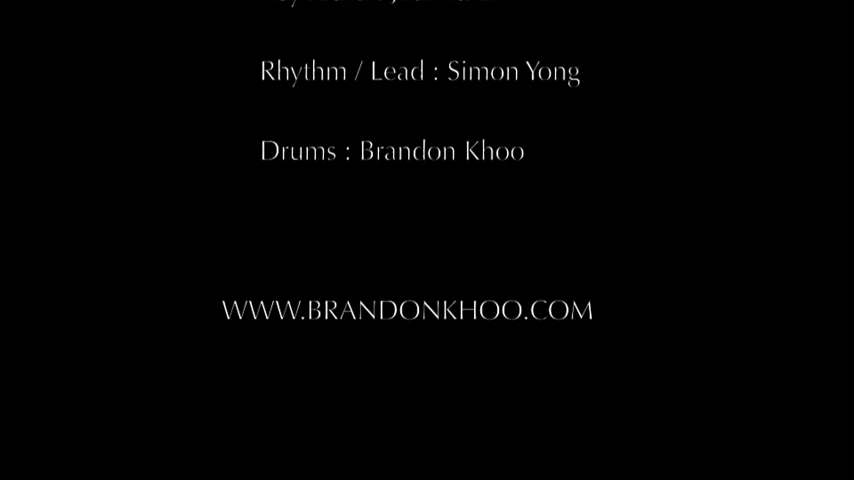 Rhythm / Lead : Simon Yong
Drums : Brandon Khoo
WWW.BRANDONKHOO.COM